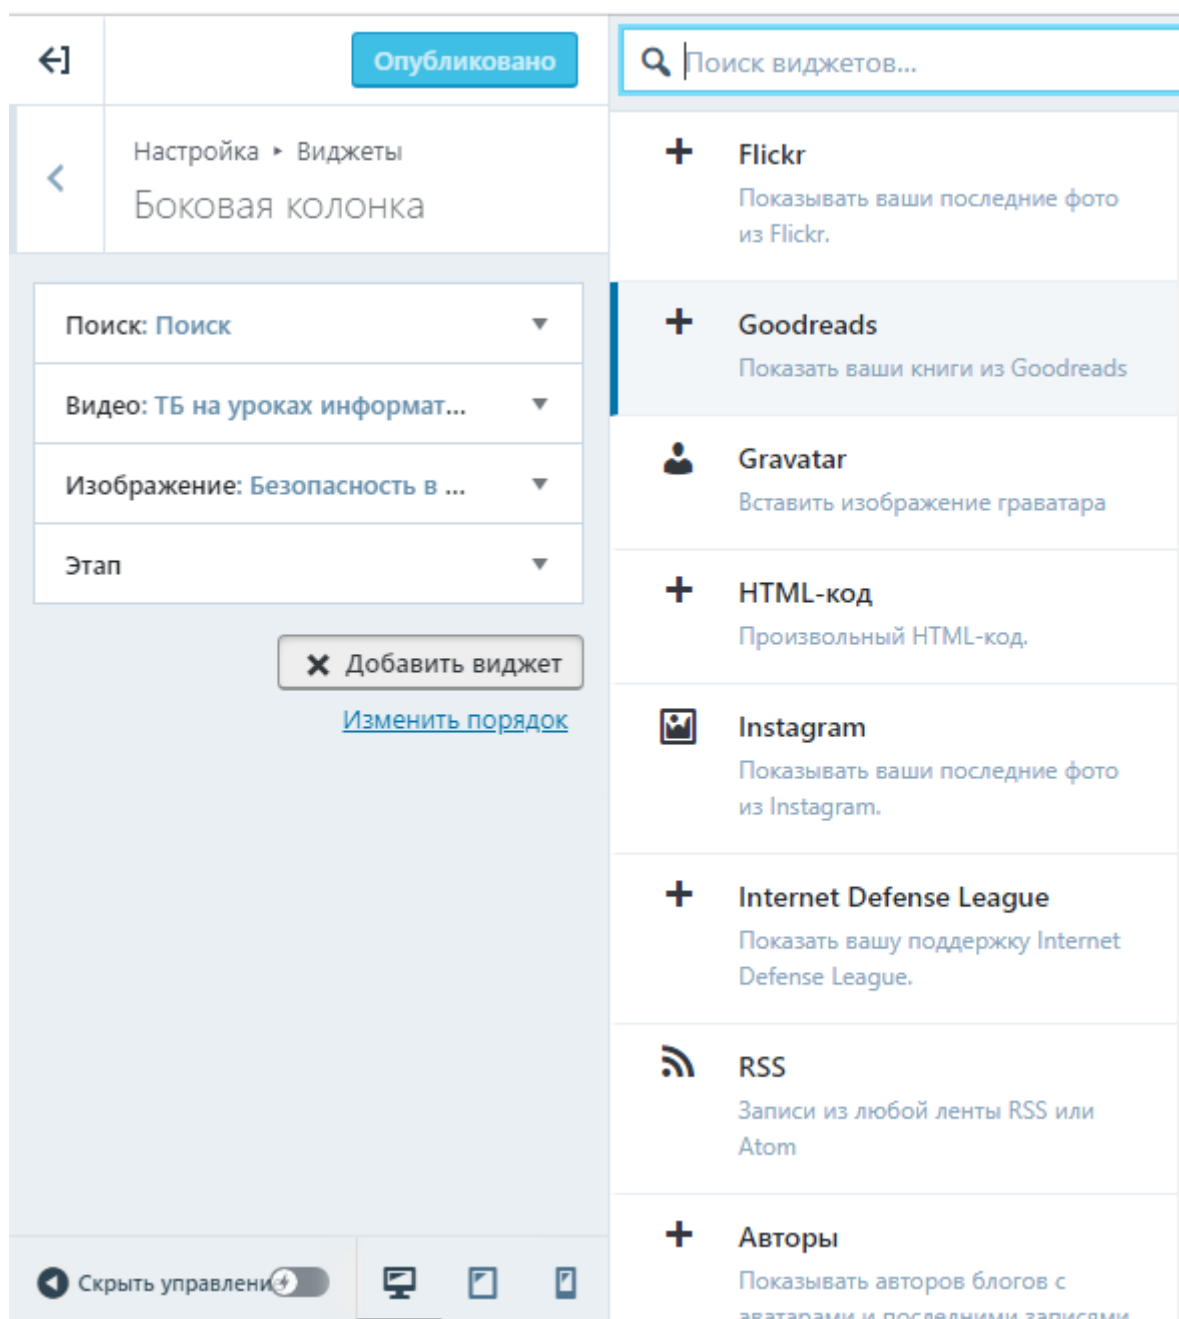 Опубликовано
Настройка ▸ Виджеты
Боковая колонка
Поиск: Поиск
Видео: ТБ на уроках информат...
Изображение: Безопасность в ...
Этап
Добавить виджет
Изменить порядок
Скрыть управлени
Поиск виджетов...
Flickr
Показывать ваши последние фото
из Flickr.
Goodreads
Показать ваши книги из Goodreads
Gravatar
Вставить изображение граватара
HTML-код
Произвольный HTML-код.
Instagram
Показывать ваши последние фото
из Instagram.
Internet Defense League
Показать вашу поддержку Internet
Defense League.
RSS
Записи из любой ленты RSS или
Atom
Авторы
Показывать авторов блогов с
аватарами и последними записями